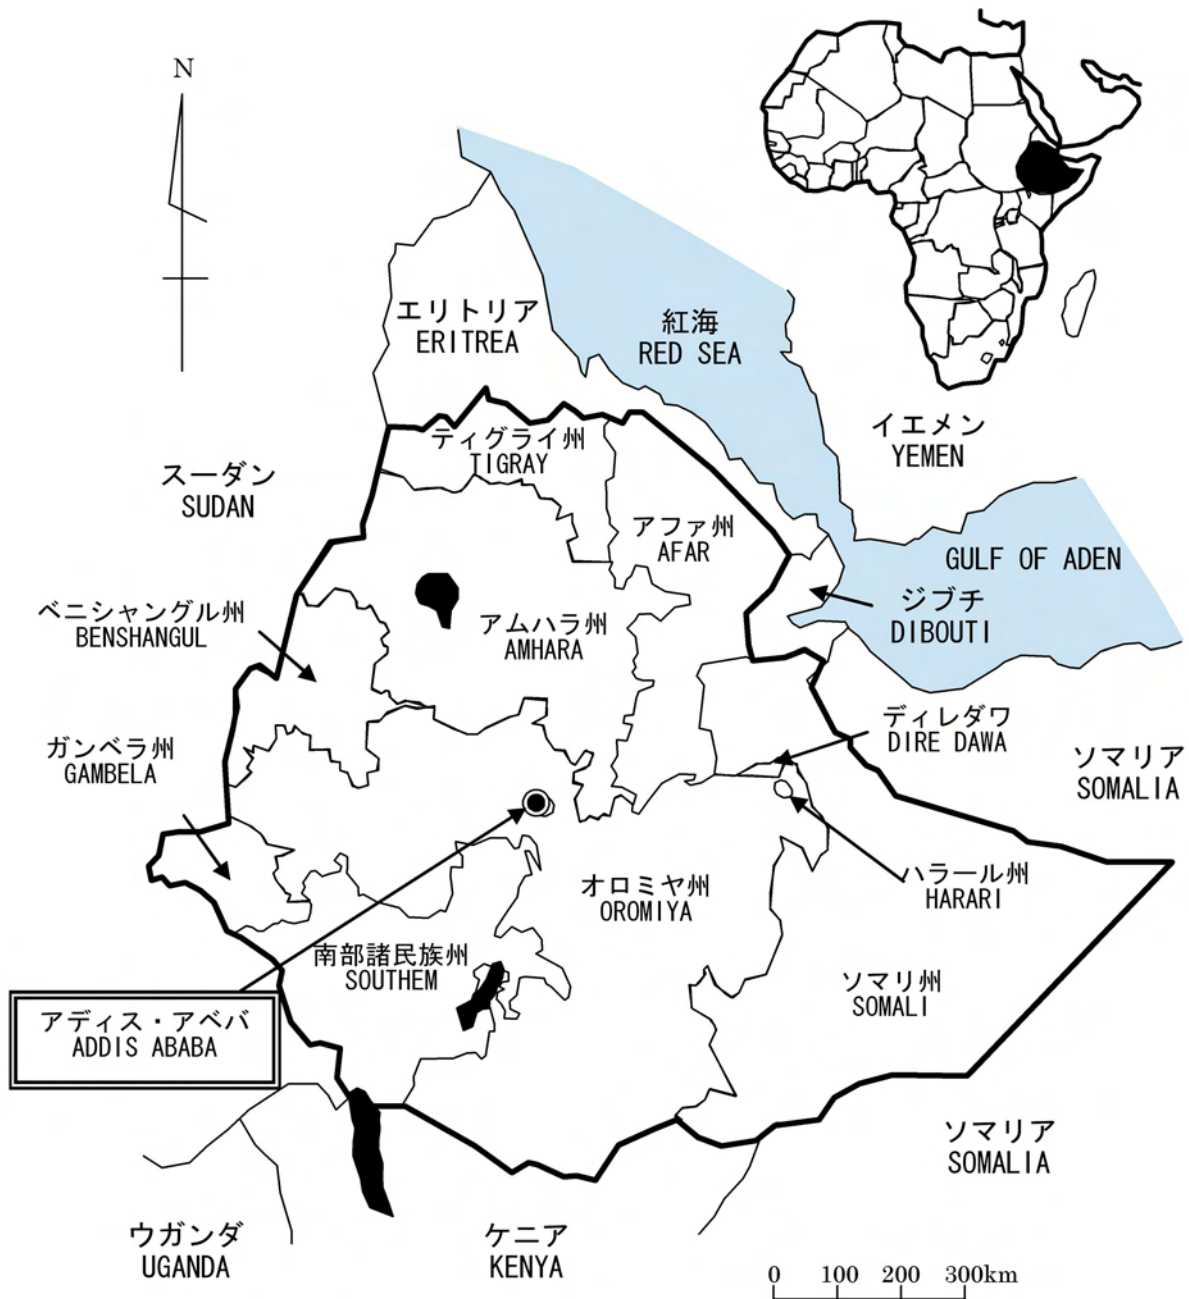 N
エリトリア
ERITREA
紅海
RED SEA
イエメン
YEMEN
ティグライ州
TIGRAY
スーダン
SUDAN
アファ州
AFAR
GULF OF ADEN
ジブチ
DIBOUTI
ベニシャングル州
BENSHANGUL
アムハラ州
AMHARA
ディレダワ
DIRE DAWA
ガンベラ州
GAMBELA
ソマリア
SOMALIA
オロミヤ州
OROMIYA
ハラール州
HARARI
南部諸民族州
SOUTHEM
ソマリ州
SOMALI
アディス・アベバ
ADDIS ABABA
ソマリア
SOMALIA
ウガンダ
UGANDA
ケニア
KENYA
0 100 200 300km